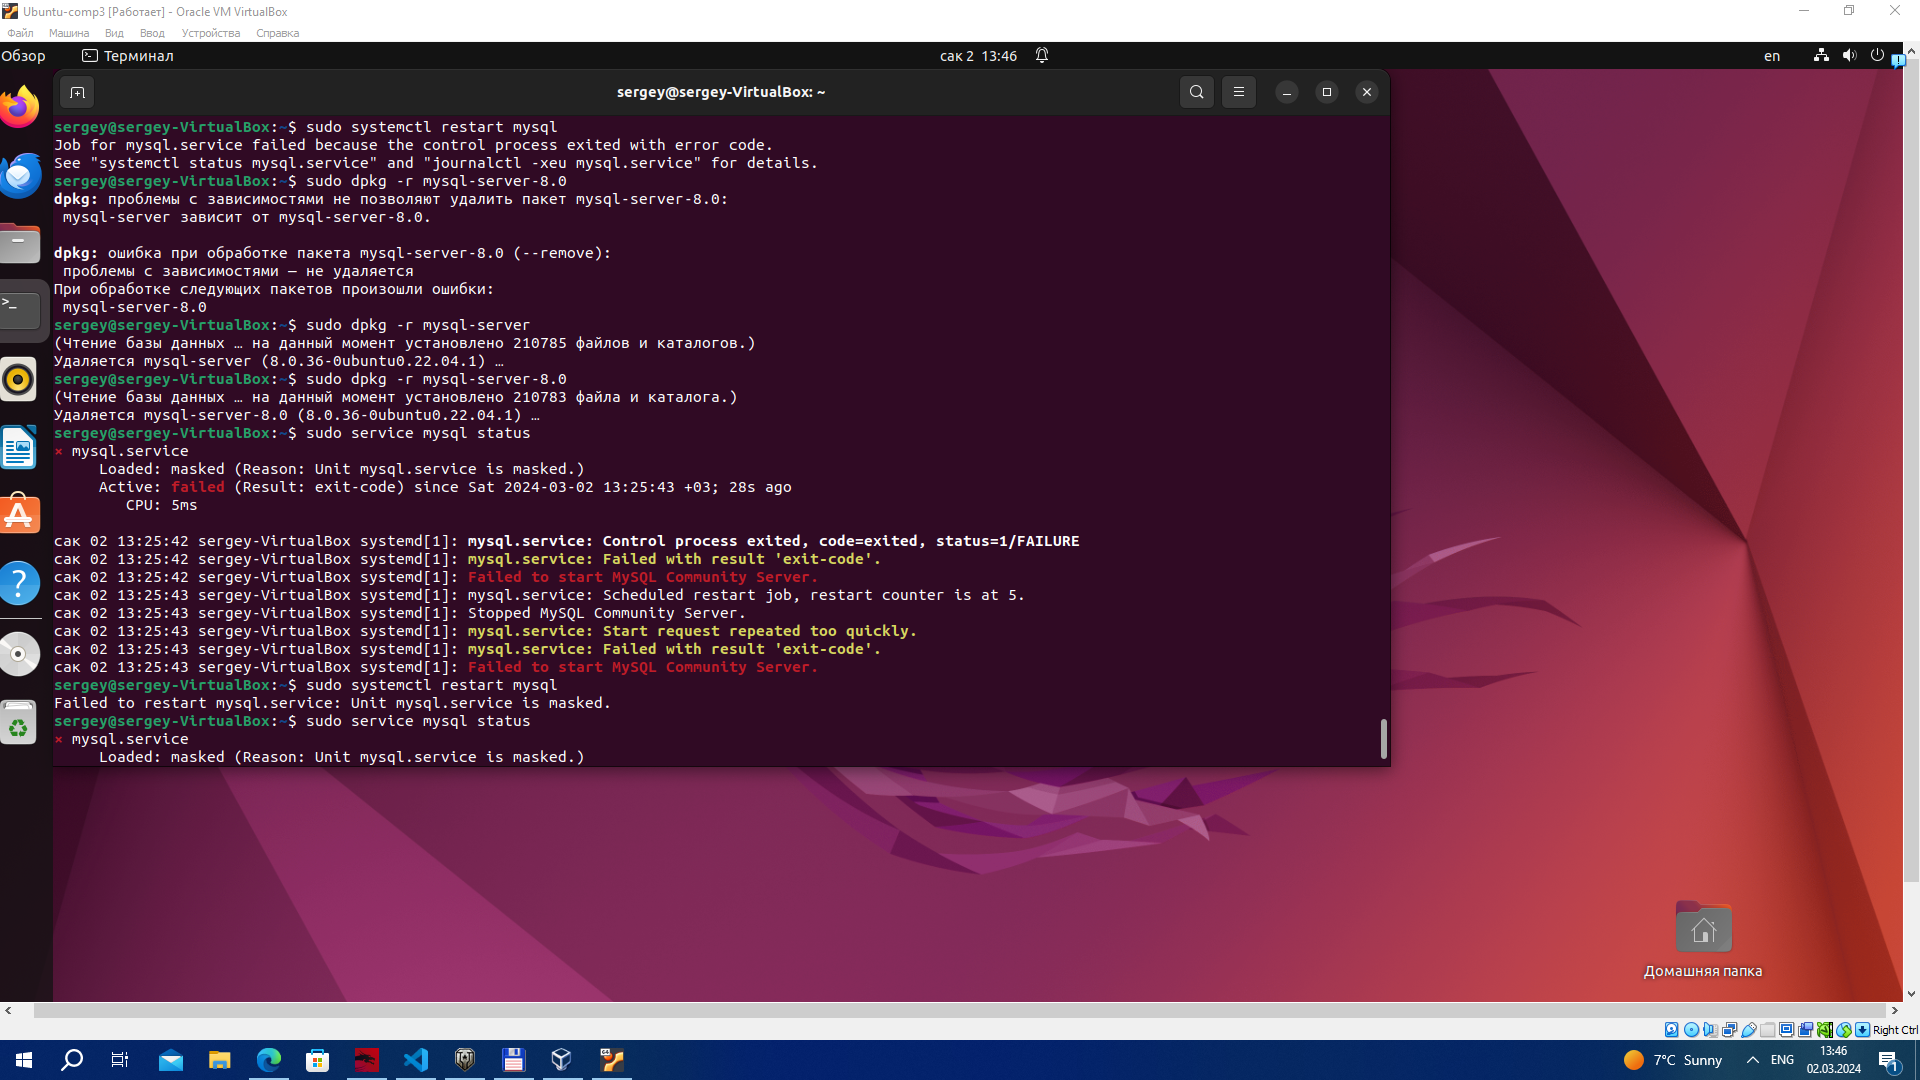 Ubuntu-comp3 [Работает] - Oracle VM VirtualBox
Файл Машина Вид Ввод Устройства Справка
Обзор Терминал сак 2 13:46 en
sergey@sergey-VirtualBox: ~
sergey@sergey-VirtualBox:~$ sudo systemctl restart mysql
Job for mysql.service failed because the control process exited with error code.
See "systemctl status mysql.service" and "journalctl -xeu mysql.service" for details.
sergey@sergey-VirtualBox:~$ sudo dpkg -r mysql-server-8.0
dpkg: проблемы с зависимостями не позволяют удалить пакет mysql-server-8.0:
mysql-server зависит от mysql-server-8.0.
dpkg: ошибка при обработке пакета mysql-server-8.0 (--remove):
проблемы с зависимостями — не удаляется
При обработке следующих пакетов произошли ошибки:
mysql-server-8.0
sergey@sergey-VirtualBox:~$ sudo dpkg -r mysql-server
(Чтение базы данных … на данный момент установлено 210785 файлов и каталогов.)
Удаляется mysql-server (8.0.36-0ubuntu0.22.04.1) …
sergey@sergey-VirtualBox:~$ sudo dpkg -r mysql-server-8.0
(Чтение базы данных … на данный момент установлено 210783 файла и каталога.)
Удаляется mysql-server-8.0 (8.0.36-0ubuntu0.22.04.1) …
sergey@sergey-VirtualBox:~$ sudo service mysql status
× mysql.service
Loaded: masked (Reason: Unit mysql.service is masked.)
Active: failed (Result: exit-code) since Sat 2024-03-02 13:25:43 +03; 28s ago
CPU: 5ms
сак 02 13:25:42 sergey-VirtualBox systemd[1]: mysql.service: Control process exited, code=exited, status=1/FAILURE
сак 02 13:25:42 sergey-VirtualBox systemd[1]: mysql.service: Failed with result 'exit-code'.
сак 02 13:25:42 sergey-VirtualBox systemd[1]: Failed to start MySQL Community Server.
сак 02 13:25:43 sergey-VirtualBox systemd[1]: mysql.service: Scheduled restart job, restart counter is at 5.
сак 02 13:25:43 sergey-VirtualBox systemd[1]: Stopped MySQL Community Server.
сак 02 13:25:43 sergey-VirtualBox systemd[1]: mysql.service: Start request repeated too quickly.
сак 02 13:25:43 sergey-VirtualBox systemd[1]: mysql.service: Failed with result 'exit-code'.
сак 02 13:25:43 sergey-VirtualBox systemd[1]: Failed to start MySQL Community Server.
sergey@sergey-VirtualBox:~$ sudo systemctl restart mysql
Failed to restart mysql.service: Unit mysql.service is masked.
sergey@sergey-VirtualBox:~$ sudo service mysql status
× mysql.service
Loaded: masked (Reason: Unit mysql.service is masked.)
Домашняя папка
Right Ctrl
7°C Sunny ENG 13:46
02.03.2024
1